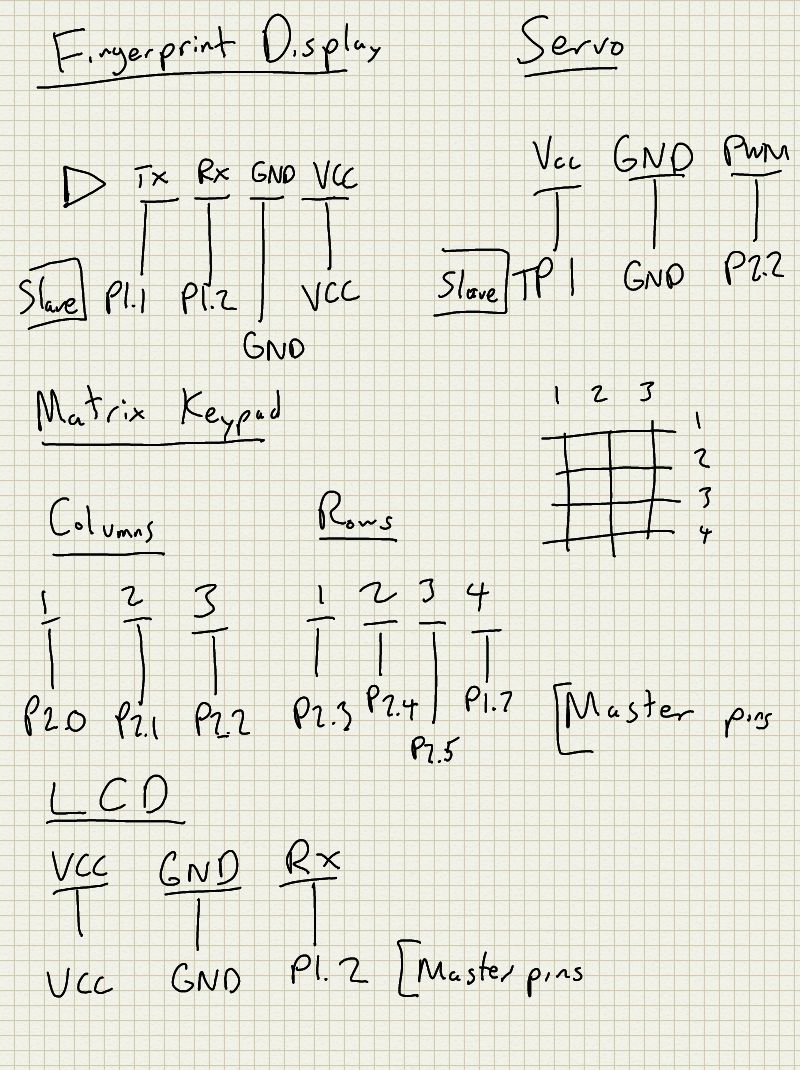 Fingerprint Display
Servo
Tx Rx GND VCC
Slave P1.1 P1.2 VCC
GND
Vcc GND PWM
Slave TP1 GND P2.2
Matrix Keypad
1 2 3
1
2
3
4
Columns
Rows
1 2 3
1 2 3 4
P2.0 P2.1 P2.2
P2.3 P2.4 P1.7
P2.5
Master pins
LCD
VCC GND Rx
VCC GND P1.2
Master pins